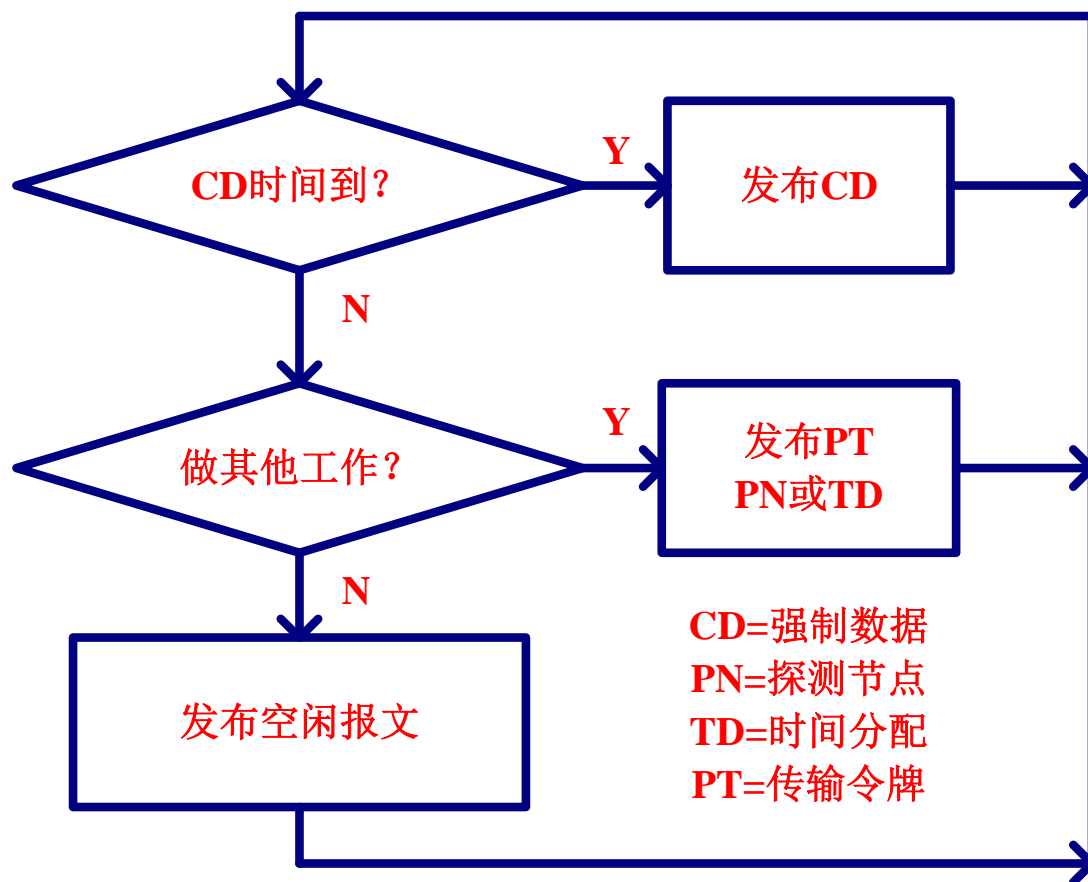 CD时间到？
Y
发布CD
N
做其他工作？
Y
发布PT
PN或TD
N
发布空闲报文
CD=强制数据
PN=探测节点
TD=时间分配
PT=传输令牌